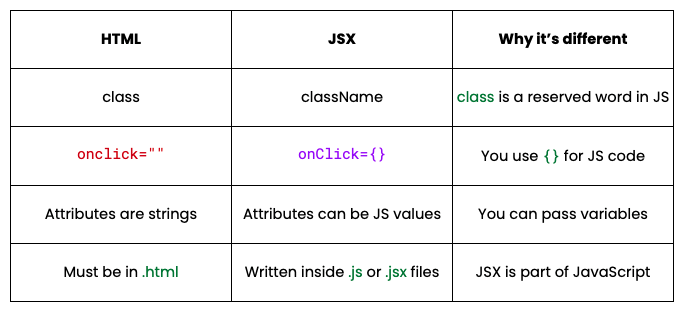 HTML JSX Why it’s different
class className class is a reserved word in JS
onclick="" onClick={} You use {} for JS code
Attributes are strings Attributes can be JS values You can pass variables
Must be in .html Written inside .js or .jsx files JSX is part of JavaScript